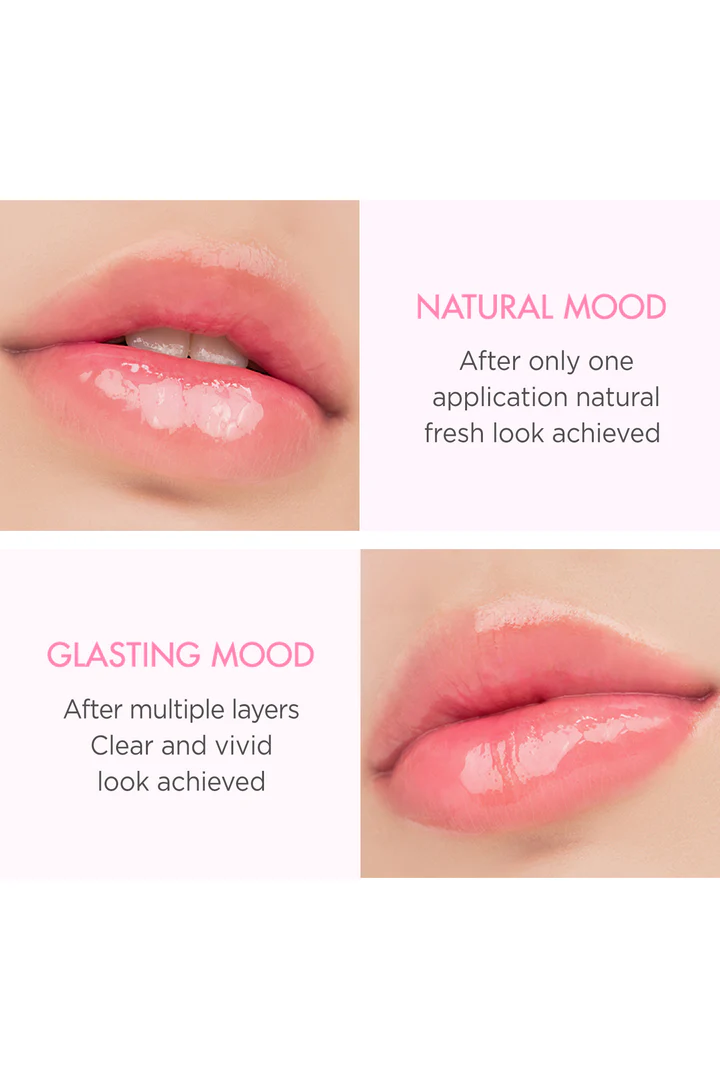 NATURAL MOOD
After only one
application natural
fresh look achieved
GLASTING MOOD
After multiple layers
Clear and vivid
look achieved